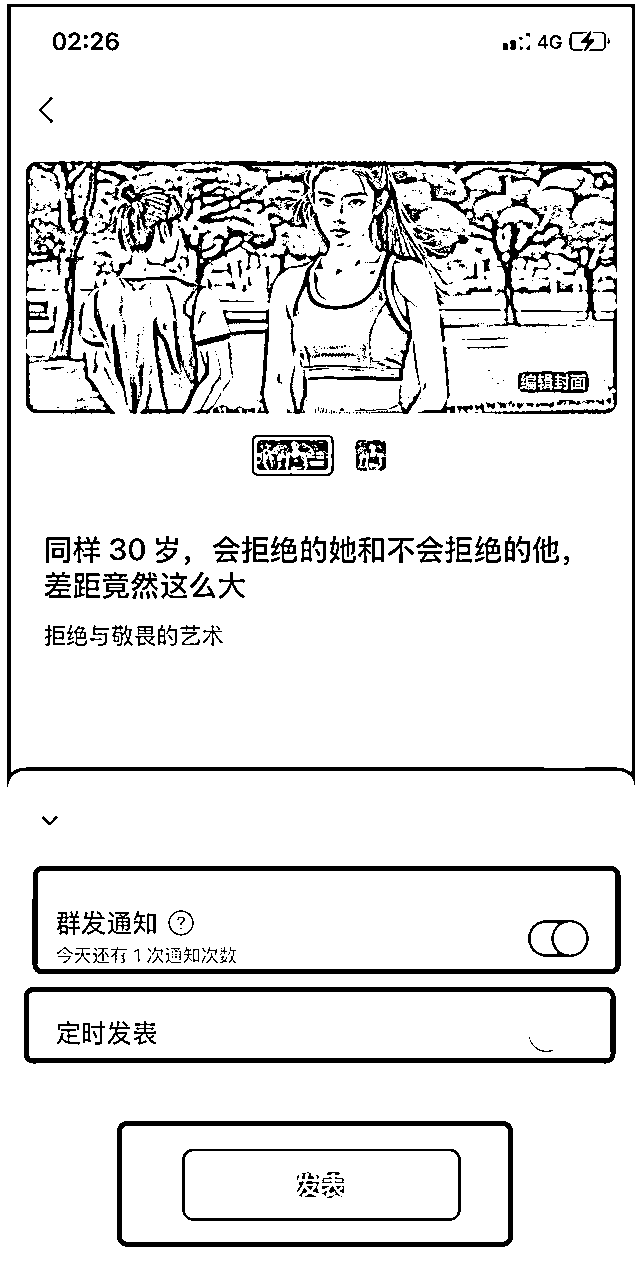 02:26
4G
编辑封面
同样 30 岁，会拒绝的她和不会拒绝的他，
差距竟然这么大
拒绝与敬畏的艺术
群发通知 ?
今天还有 1 次通知次数
定时发表
发表